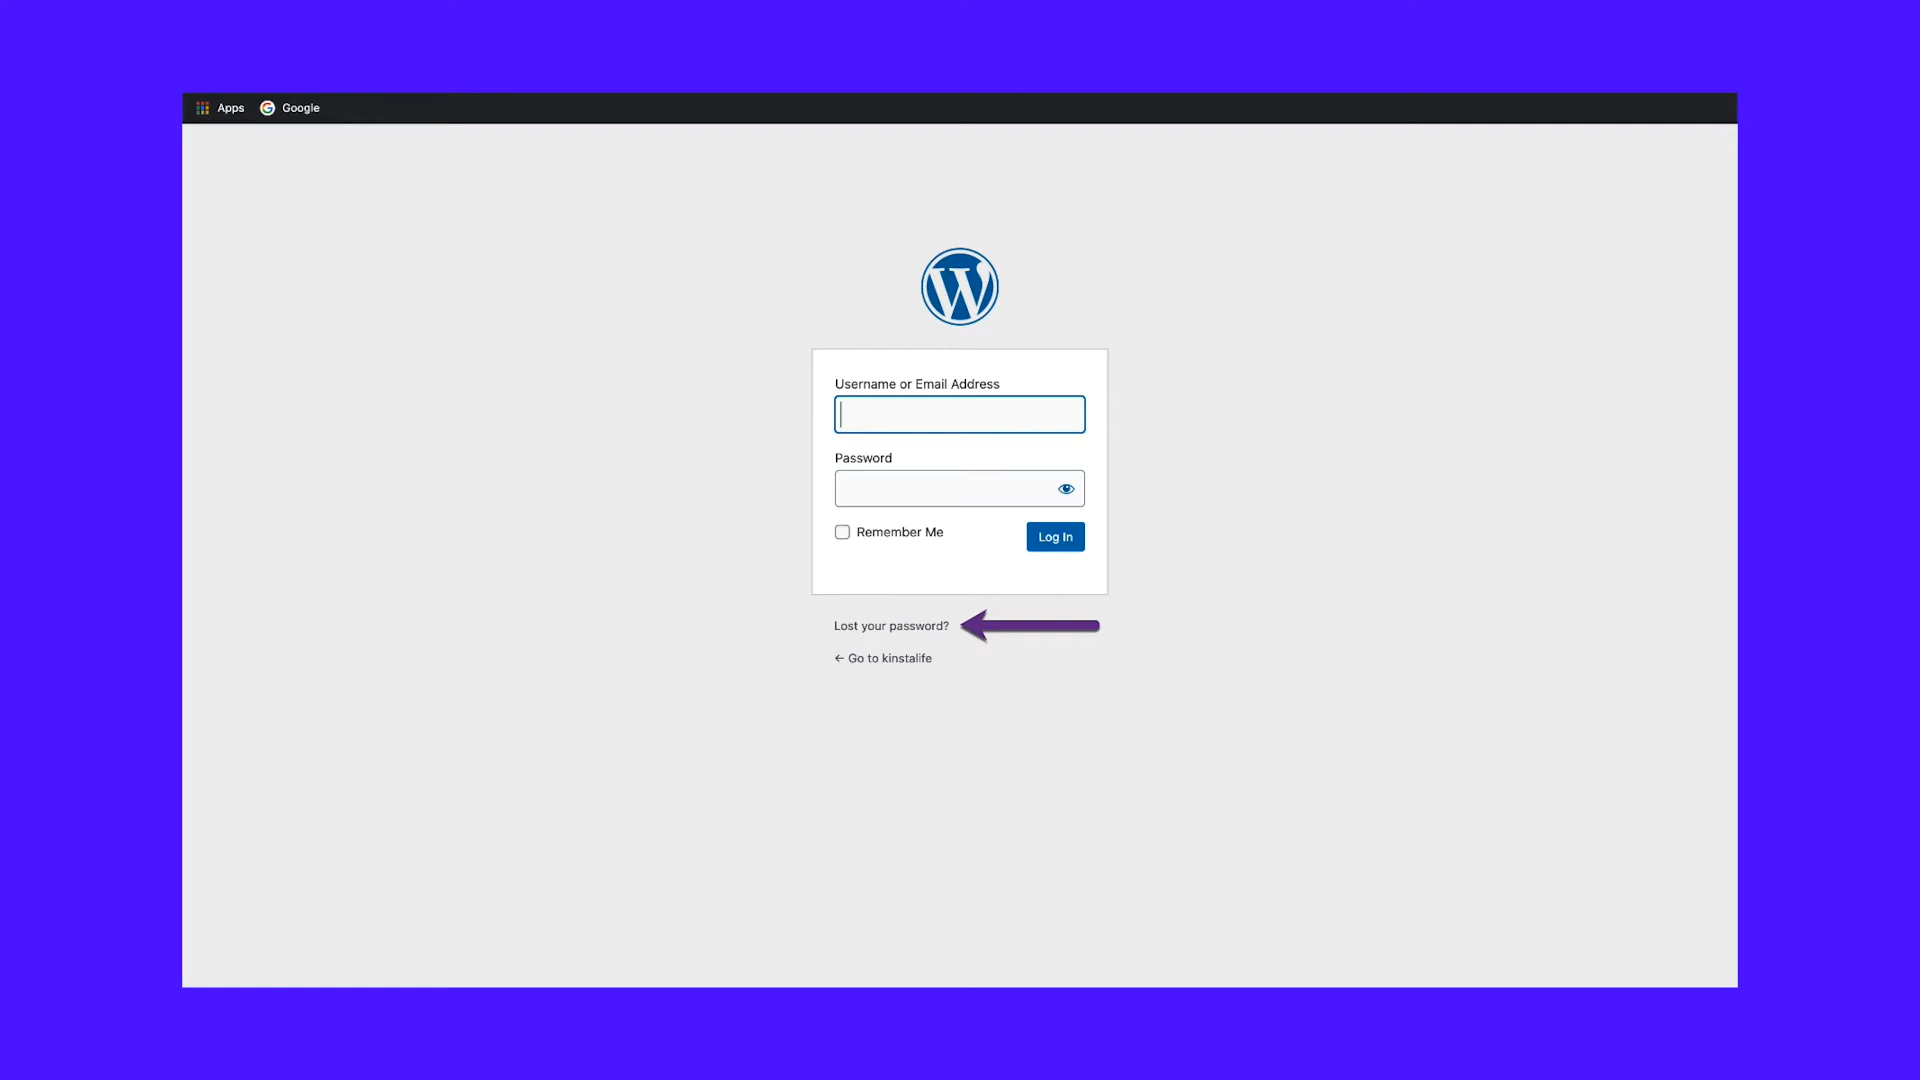 Apps
Google
Username or Email Address
Password
Remember Me
Log In
Lost your password?
← Go to kinstalife